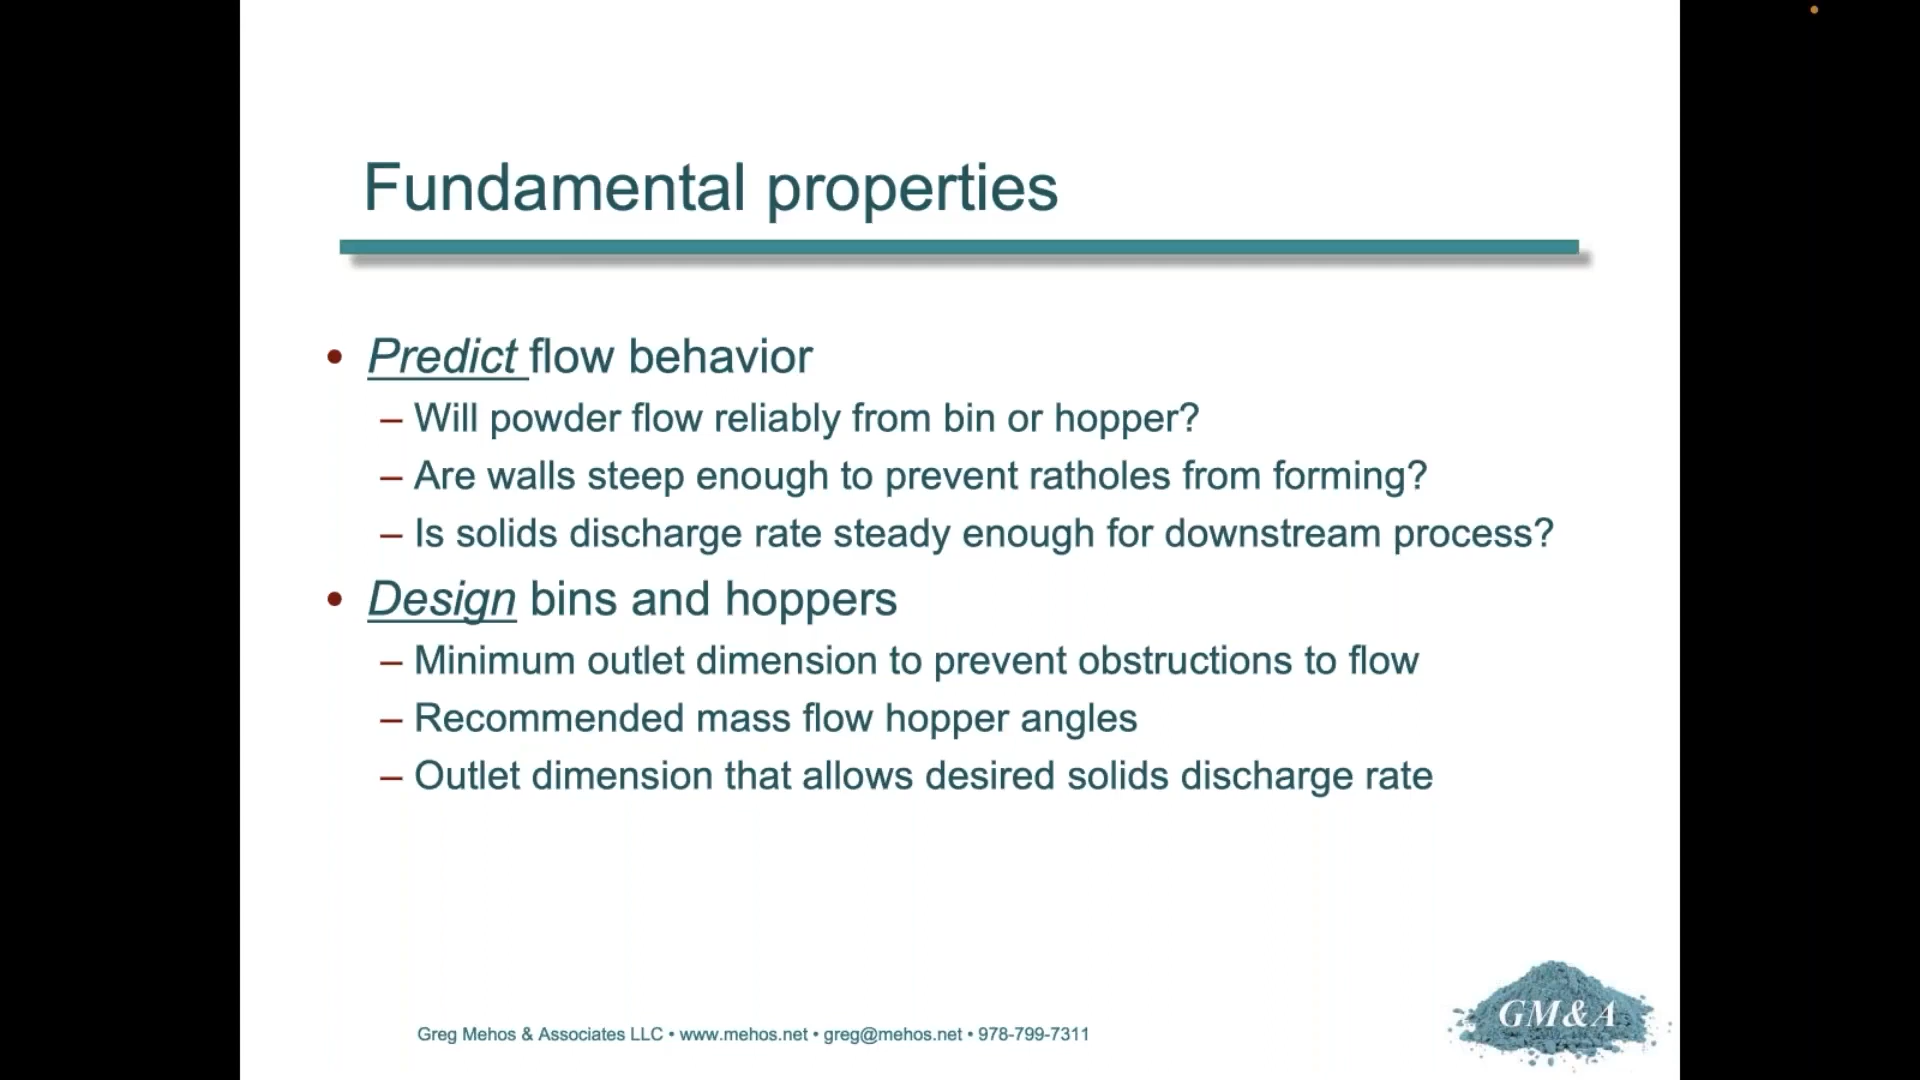 Fundamental properties
• Predict flow behavior
– Will powder flow reliably from bin or hopper?
– Are walls steep enough to prevent ratholes from forming?
– Is solids discharge rate steady enough for downstream process?
• Design bins and hoppers
– Minimum outlet dimension to prevent obstructions to flow
– Recommended mass flow hopper angles
– Outlet dimension that allows desired solids discharge rate
GM&A
Greg Mehos & Associates LLC • www.mehos.net • greg@mehos.net • 978-799-7311